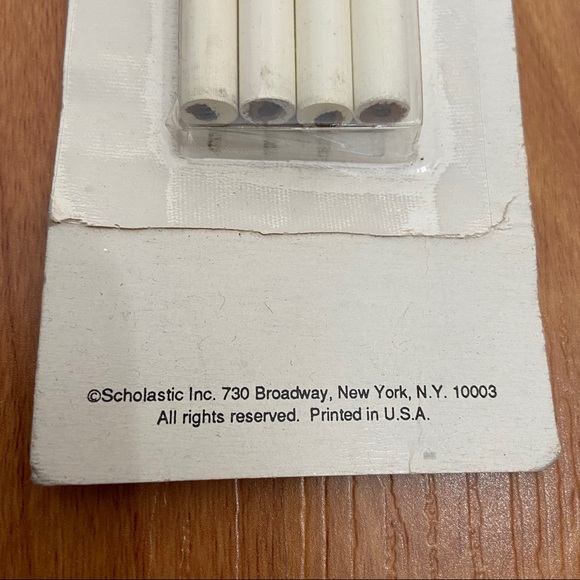 ©Scholastic Inc. 730 Broadway, New York, N.Y. 10003
All rights reserved. Printed in U.S.A.